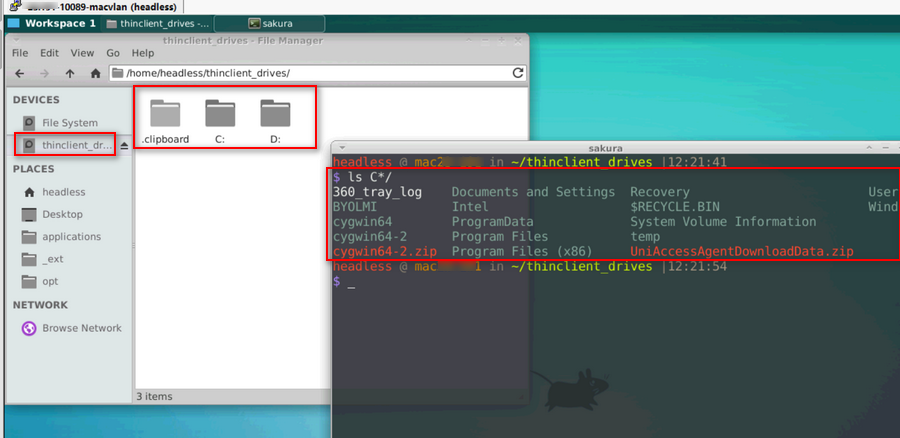 -10089-macvlan (headless)
Workspace 1 thinclient_drives -... sakura
thinclient_drives - File Manager
File Edit View Go Help
/home/headless/thinclient_drives/
DEVICES
File System
thinclient_dr...
PLACES
headless
Desktop
applications
_ext
opt
NETWORK
Browse Network
.clipboard C: D:
3 items
sakura
headless @ mac in ~/thinclient_drives |12:21:41
$ ls C*/
360_tray_log Documents and Settings Recovery User
BYOLMI Intel $RECYCLE.BIN Wind
cygwin64 ProgramData System Volume Information
cygwin64-2 Program Files temp
cygwin64-2.zip Program Files (x86) UniAccessAgentDownloadData.zip
headless @ mac 1 in ~/thinclient_drives |12:21:54
$ _